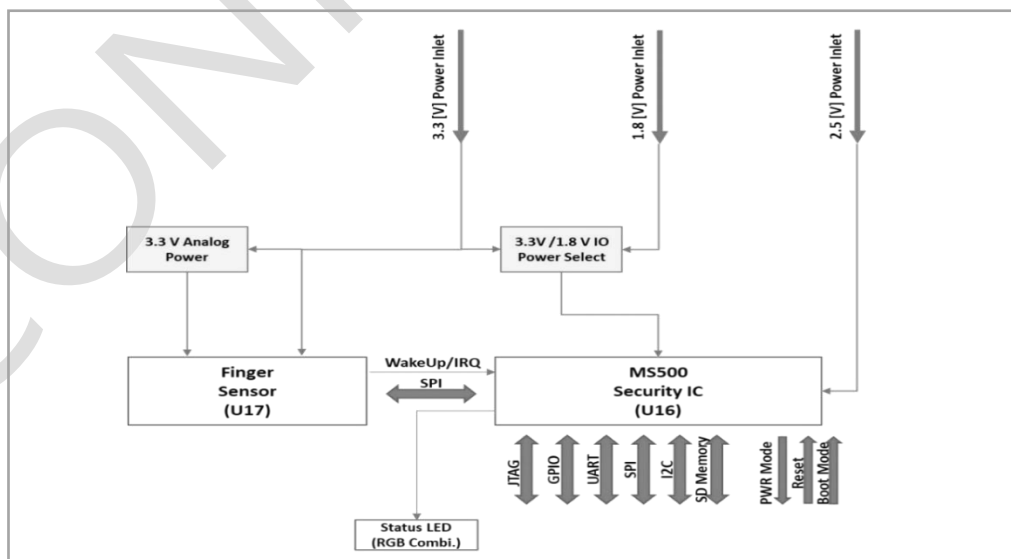 CON
3.3 [V] Power Inlet
1.8 [V] Power Inlet
2.5 [V] Power Inlet
3.3 V Analog
Power
3.3V /1.8 V IO
Power Select
Finger
Sensor
(U17)
WakeUp/IRQ
SPI
MS500
Security IC
(U16)
JTAG
GPIO
UART
SPI
I2C
SD Memory
PWR Mode
Reset
Boot Mode
Status LED
(RGB Combi.)